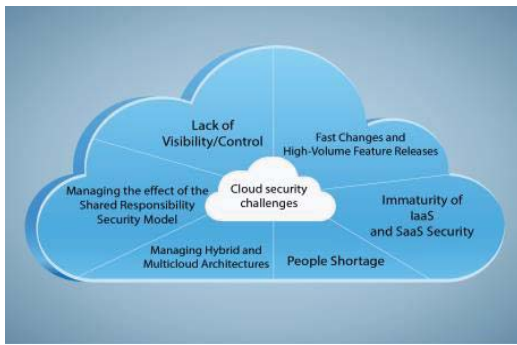 Lack of
Visibility/Control
Fast Changes and
High-Volume Feature Releases
Managing the effect of the
Shared Responsibility
Security Model
Cloud security
challenges
Immaturity of
IaaS
and SaaS Security
Managing Hybrid and
Multicloud Architectures
People Shortage